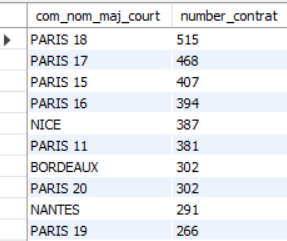 com_nom_maj_court number_contrat
PARIS 18 515
PARIS 17 468
PARIS 15 407
PARIS 16 394
NICE 387
PARIS 11 381
BORDEAUX 302
PARIS 20 302
NANTES 291
PARIS 19 266